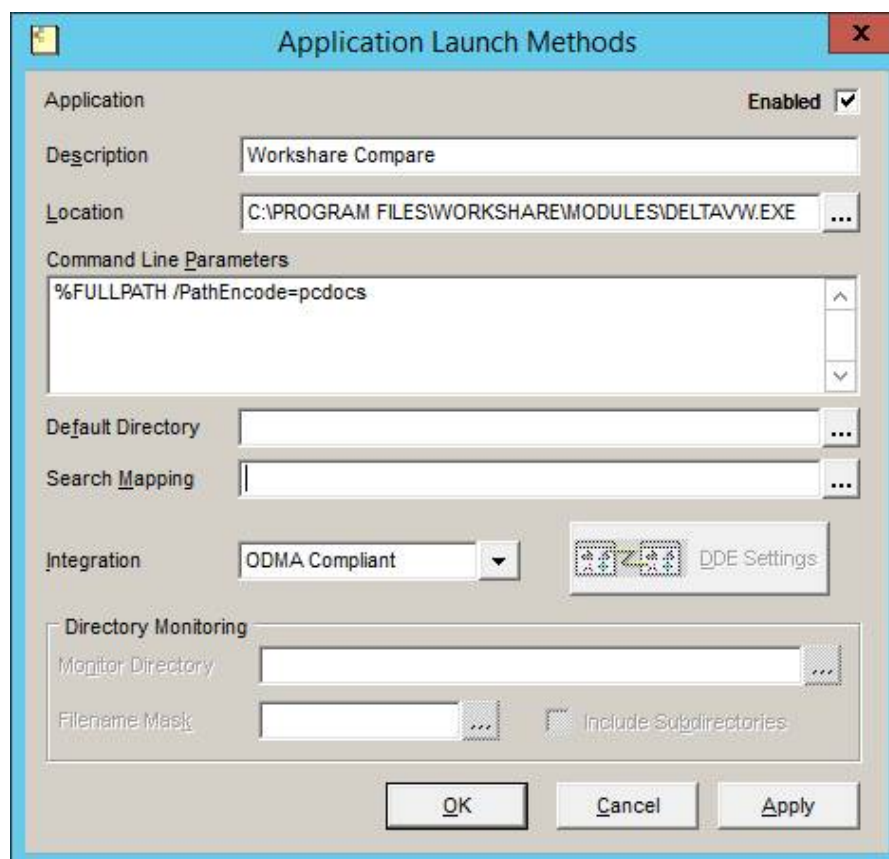 Application Launch Methods
x
Application
Enabled
Description
Workshare Compare
Location
C:\PROGRAM FILES\WORKSHARE\MODULES\DELTAVW.EXE
...
Command Line Parameters
%FULLPATH /PathEncode=pcdocs
Default Directory
...
Search Mapping
...
Integration
ODMA Compliant
DDE Settings
Directory Monitoring
Monitor Directory
...
Filename Mask
...
Include Subdirectories
OK
Cancel
Apply